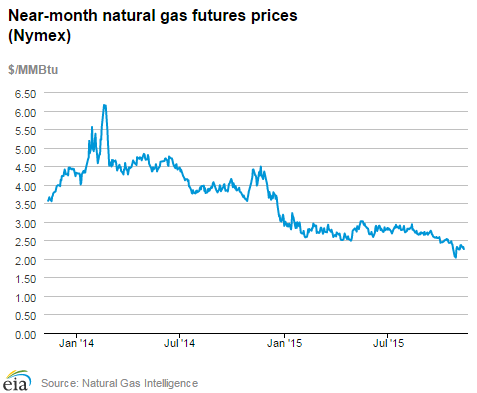 Near-month natural gas futures prices
(Nymex)
$/MMBtu
6.50
6.00
5.50
5.00
4.50
4.00
3.50
3.00
2.50
2.00
1.50
1.00
0.50
0.00
Jan '14
Jul '14
Jan '15
Jul '15
eia
Source: Natural Gas Intelligence